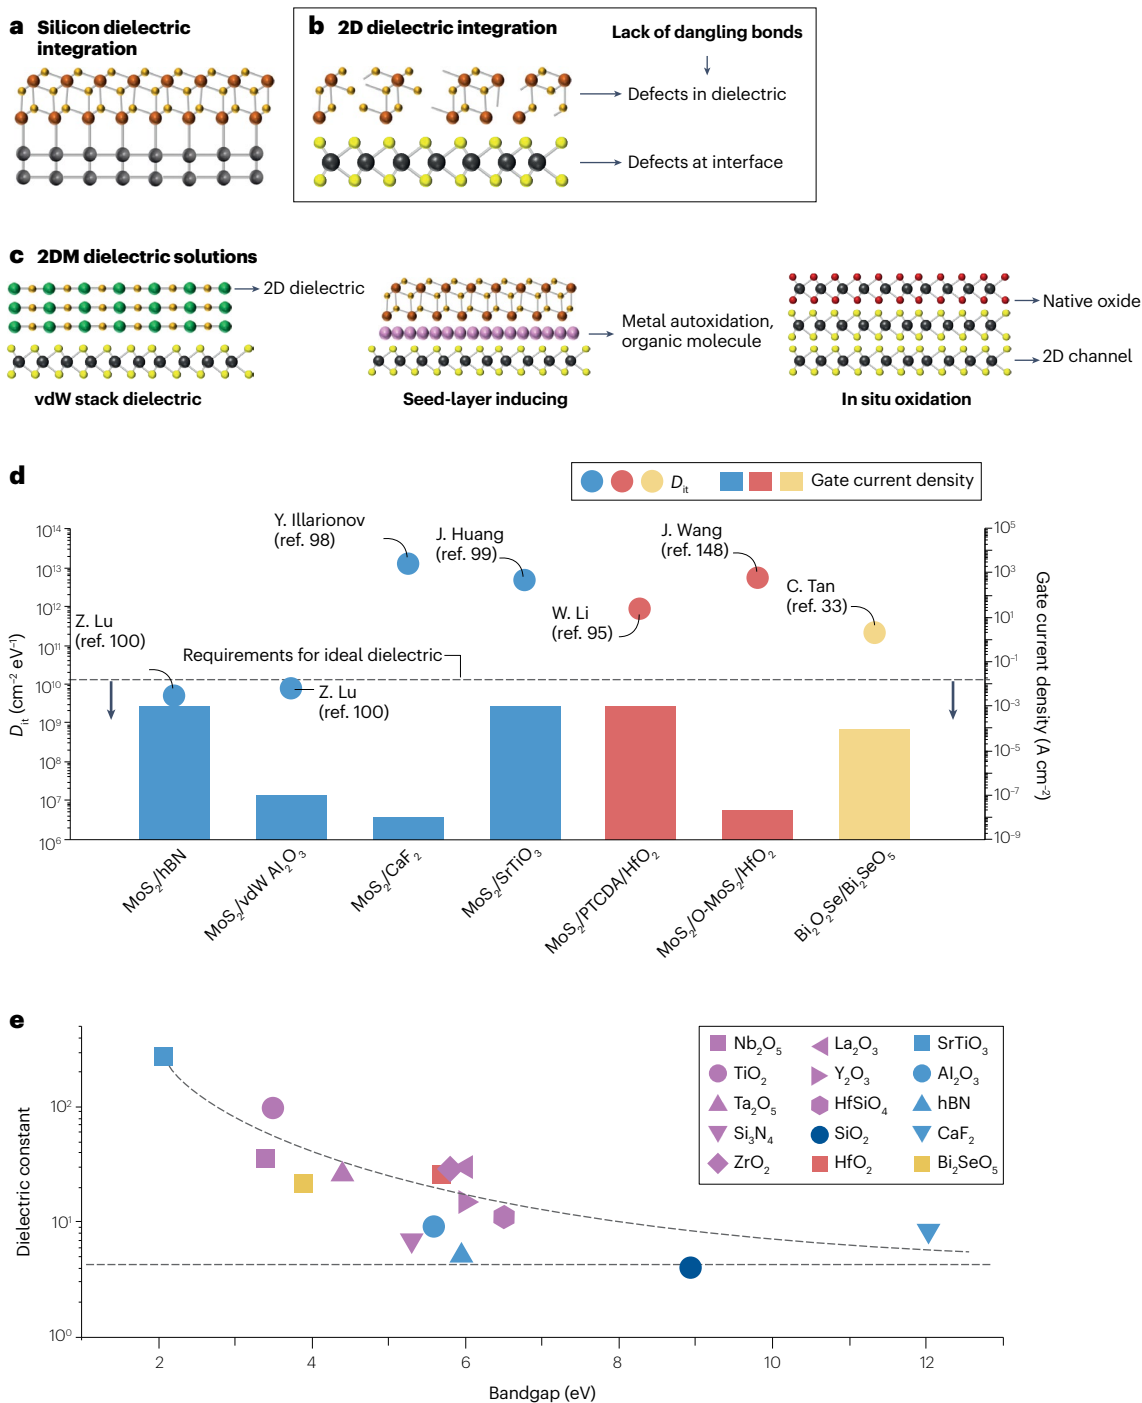 a Silicon dielectric
integration
b 2D dielectric integration
Lack of dangling bonds
Defects in dielectric
Defects at interface
c 2DM dielectric solutions
2D dielectric
Metal autoxidation,
organic molecule
Native oxide
2D channel
vdW stack dielectric
Seed-layer inducing
In situ oxidation
d
D_it
Gate current density
10¹⁴
10¹³
10¹²
10¹¹
10¹⁰
10⁹
10⁸
10⁷
10⁶
D_it (cm⁻² eV⁻¹)
Z. Lu
(ref. 100)
Y. Illarionov
(ref. 98)
J. Huang
(ref. 99)
W. Li
(ref. 95)
J. Wang
(ref. 148)
C. Tan
(ref. 33)
Requirements for ideal dielectric
Z. Lu
(ref. 100)
10⁵
10³
10¹
10⁻¹
10⁻³
10⁻⁵
10⁻⁷
10⁻⁹
Gate current density (A cm⁻²)
MoS₂/hBN
MoS₂/vdW Al₂O₃
MoS₂/CaF₂
MoS₂/SrTiO₃
MoS₂/PTCDA/HfO₂
MoS₂/O-MoS₂/HfO₂
Bi₂O₂Se/Bi₂SeO₅
e
Nb₂O₅
TiO₂
Ta₂O₅
Si₃N₄
ZrO₂
La₂O₃
Y₂O₃
HfSiO₄
SiO₂
HfO₂
SrTiO₃
Al₂O₃
hBN
CaF₂
Bi₂SeO₅
Dielectric constant
10²
10¹
10⁰
2 4 6 8 10 12
Bandgap (eV)